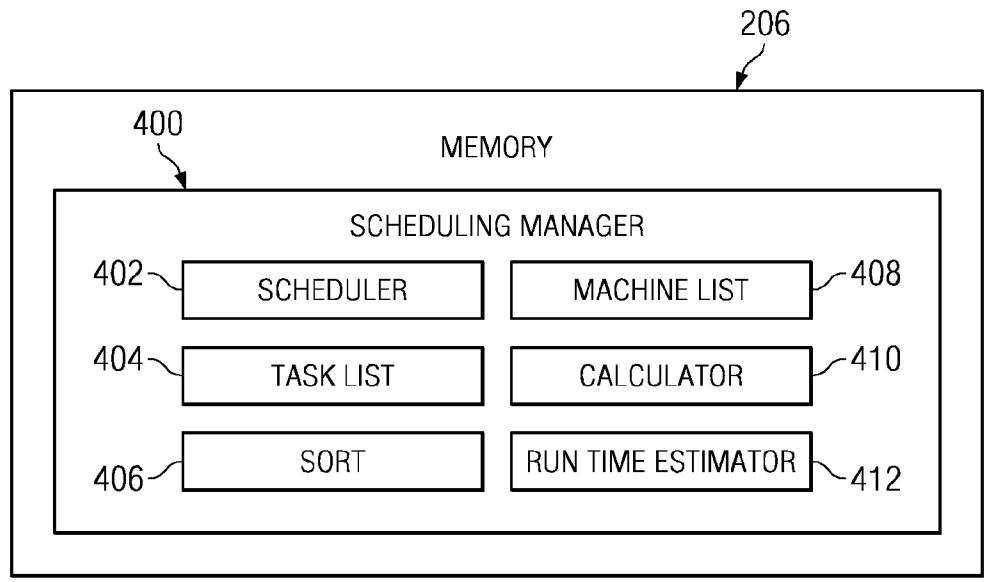 206
400
MEMORY
SCHEDULING MANAGER
402 SCHEDULER MACHINE LIST 408
404 TASK LIST CALCULATOR 410
406 SORT RUN TIME ESTIMATOR 412